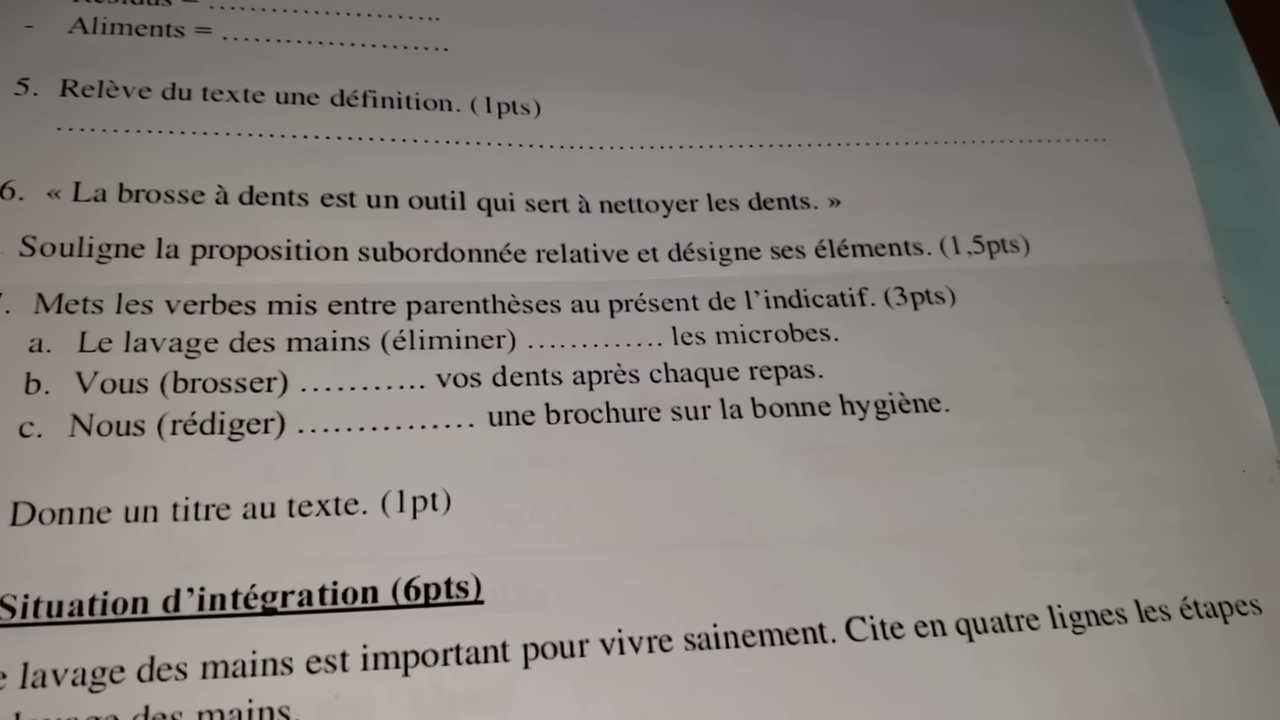 - Aliments = ......................
5. Relève du texte une définition. (1pts)
..........................................................................................
6. « La brosse à dents est un outil qui sert à nettoyer les dents. »
Souligne la proposition subordonnée relative et désigne ses éléments. (1,5pts)
. Mets les verbes mis entre parenthèses au présent de l'indicatif. (3pts)
a. Le lavage des mains (éliminer) ............. les microbes.
b. Vous (brosser) ........... vos dents après chaque repas.
c. Nous (rédiger) ............... une brochure sur la bonne hygiène.
Donne un titre au texte. (1pt)
Situation d'intégration (6pts)
lavage des mains est important pour vivre sainement. Cite en quatre lignes les étapes
des mains.